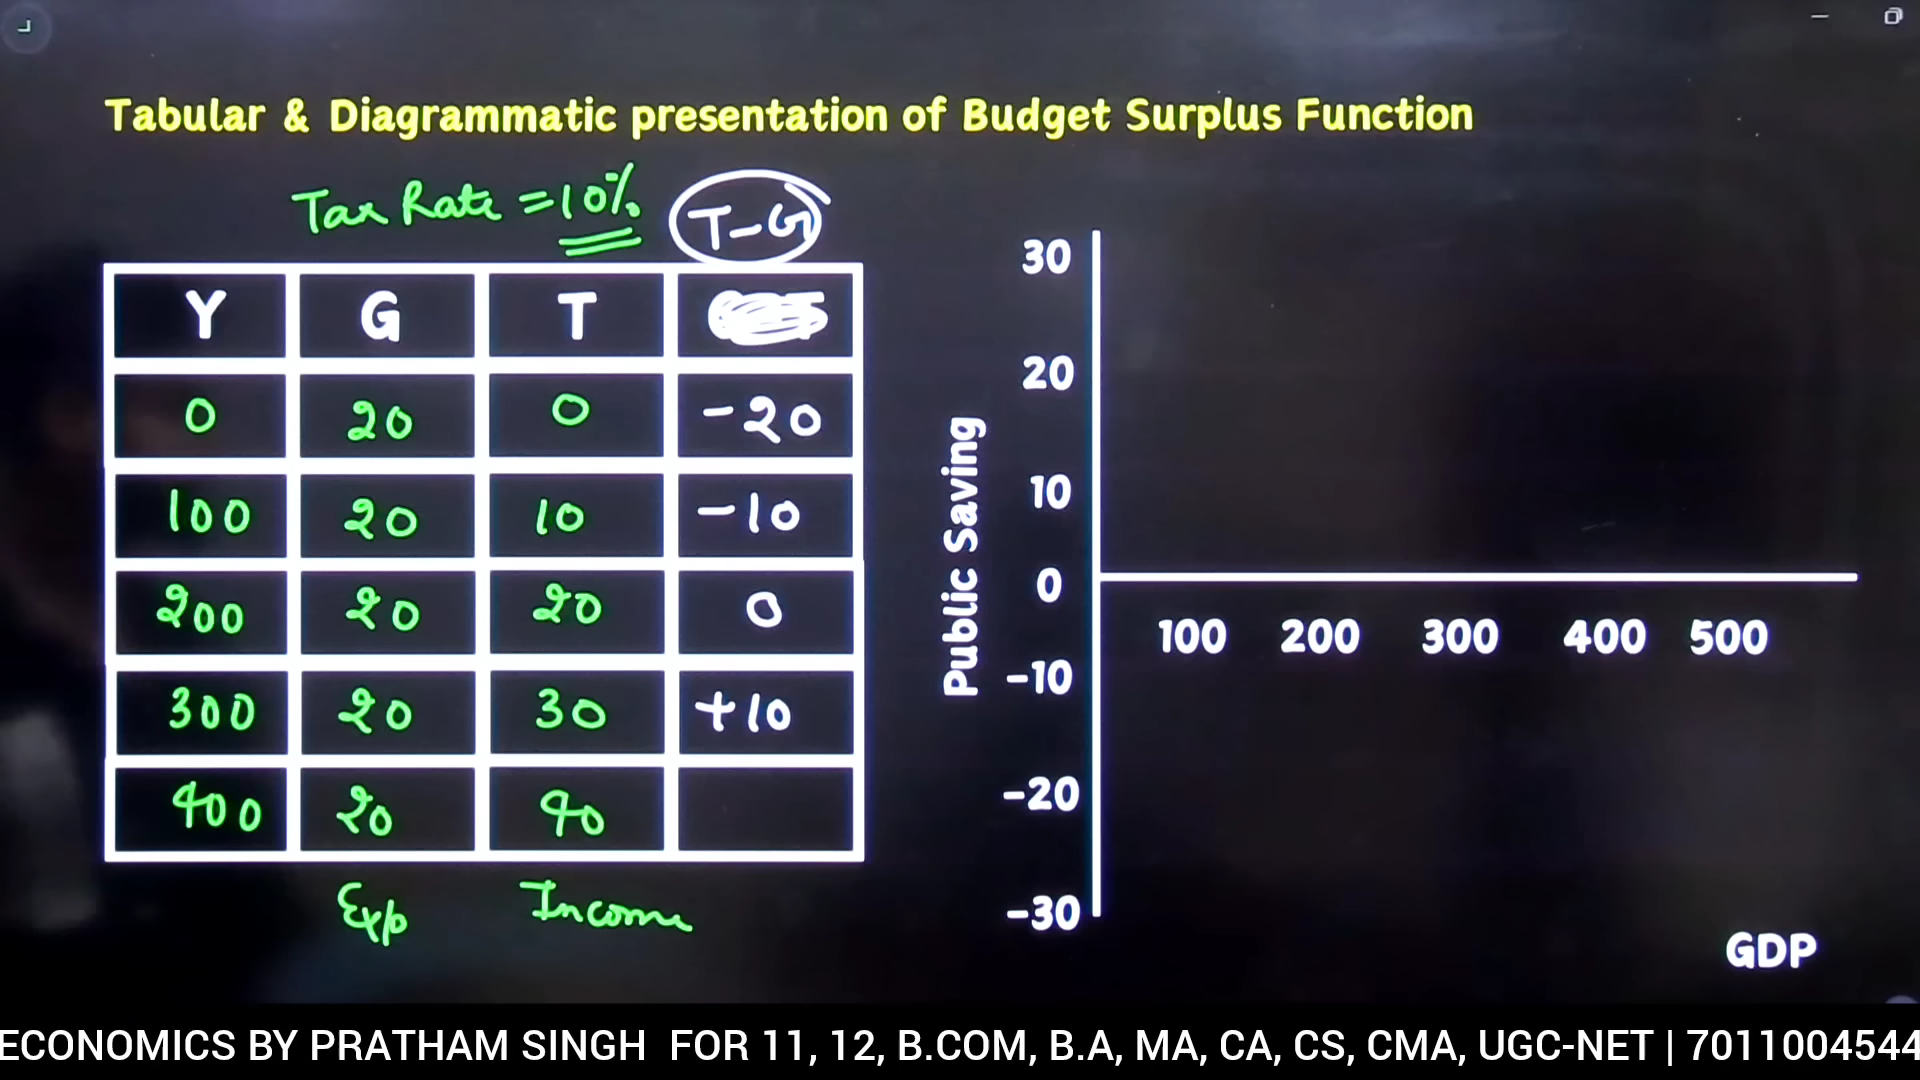 Tabular & Diagrammatic presentation of Budget Surplus Function
Tax Rate = 10% T-G
Y G T
0 20 0 -20
100 20 10 -10
200 20 20 0
300 20 30 +10
400 20 40
Exp Income
30
20
10
0
-10
-20
-30
Public Saving
100 200 300 400 500
GDP
ECONOMICS BY PRATHAM SINGH FOR 11, 12, B.COM, B.A, MA, CA, CS, CMA, UGC-NET | 7011004544